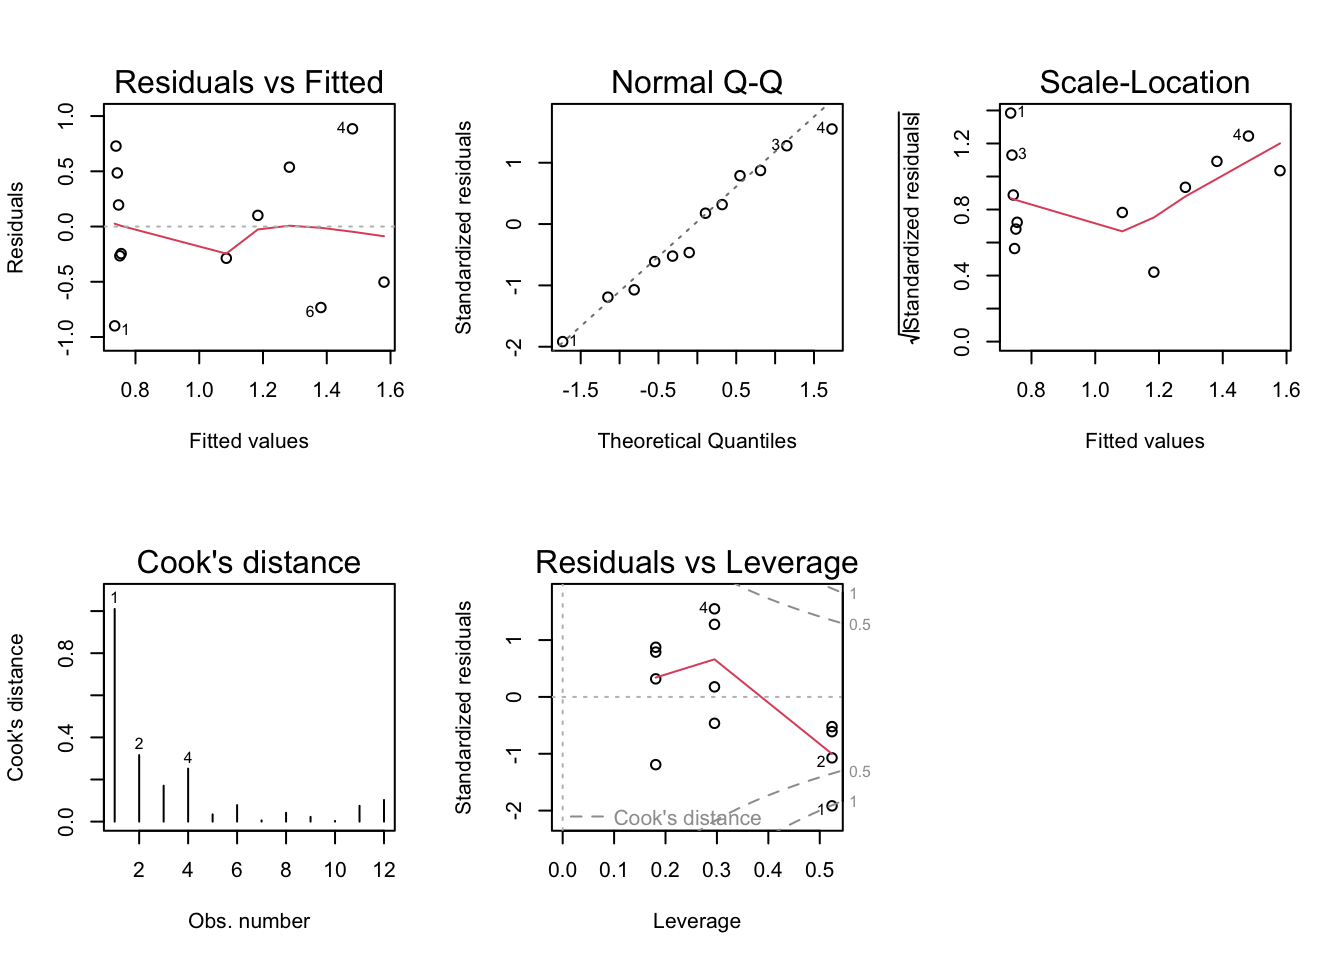 Residuals vs Fitted
Residuals
1.0
0.5
0.0
-0.5
-1.0
4
6
1
0.8 1.0 1.2 1.4 1.6
Fitted values
Normal Q-Q
Standardized residuals
1
0
-1
-2
3
4
1
-1.5 -0.5 0.5 1.5
Theoretical Quantiles
Scale-Location
√|Standardized residuals|
1.2
0.8
0.4
0.0
1
3
4
0.8 1.0 1.2 1.4 1.6
Fitted values
Cook's distance
Cook's distance
0.8
0.4
0.0
1
2
4
2 4 6 8 10 12
Obs. number
Residuals vs Leverage
Standardized residuals
1
0
-1
-2
4
2
1
1
0.5
0.5
1
Cook's distance
0.0 0.1 0.2 0.3 0.4 0.5
Leverage